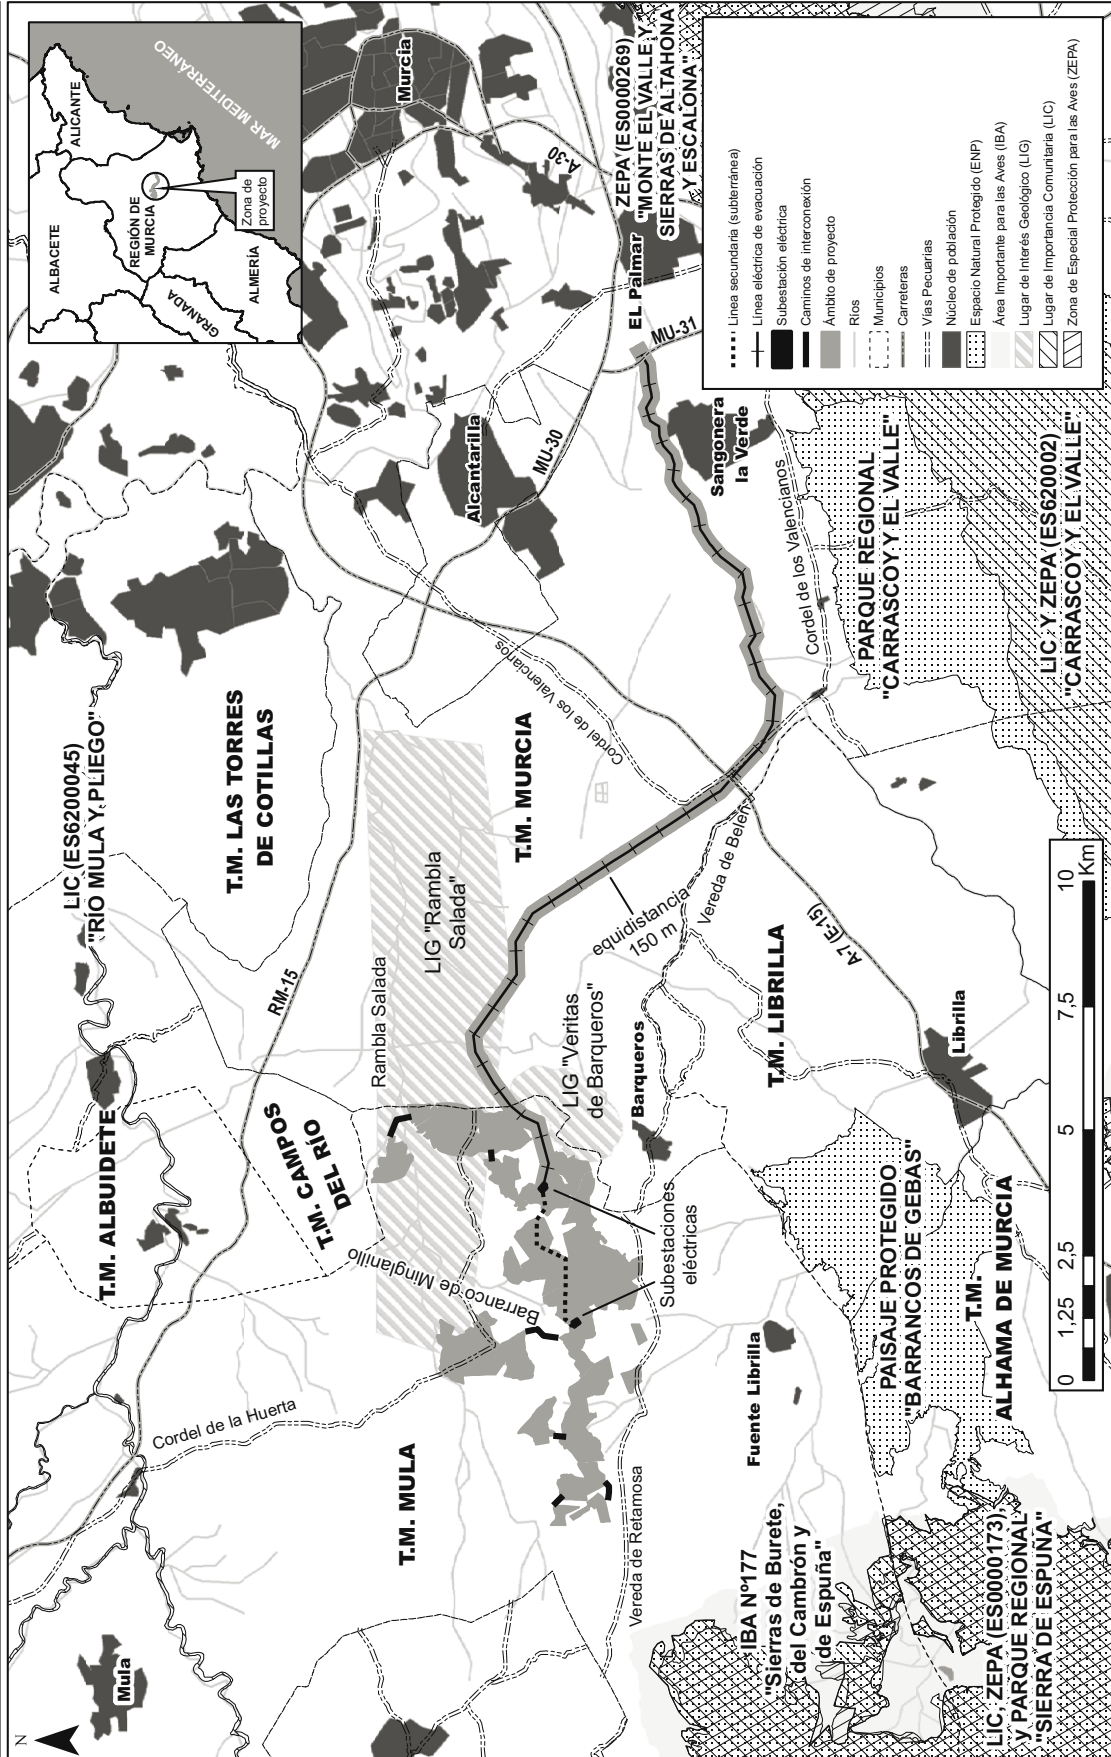 N
Mula
T.M. MULA
Cordel de la Huerta
Vereda de Retamosa
IBA Nº177
"Sierras de Burete,
del Cambrón y
de Espuña"
LIC, ZEPA (ES0000173),
y PARQUE REGIONAL
"SIERRA DE ESPUÑA"
Fuente Librilla
T.M. ALBUIDETE
T.M. CAMPOS
DEL RÍO
Barranco de Minglanillo
Subestaciones
eléctricas
PAISAJE PROTEGIDO
"BARRANCOS DE GEBAS"
T.M.
ALHAMA DE MURCIA
LIC (ES6200045)
"RÍO MULA Y PLIEGO"
T.M. LAS TORRES
DE COTILLAS
RM-15
Rambla Salada
LIG "Rambla
Salada"
LIG "Veritas
de Barqueros"
Barqueros
equidistancia
150 m
Vereda de Belén
T.M. LIBRILLA
A-7 (E-15)
Librilla
T.M. MURCIA
Cordel de los Valencianos
Alcantarilla
MU-30
Sangonera
la Verde
Cordel de los Valencianos
PARQUE REGIONAL
"CARRASCOY Y EL VALLE"
LIC Y ZEPA (ES620002)
"CARRASCOY Y EL VALLE"
Murcia
A-30
El Palmar
MU-31
ZEPA (ES0000269)
"MONTE EL VALLE Y
SIERRAS DE ALTAHONA
Y ESCALONA"
ALBACETE
ALICANTE
REGIÓN DE
MURCIA
GRANADA
ALMERÍA
MAR MEDITERRÁNEO
Zona de
proyecto
Línea secundaria (subterránea)
Línea eléctrica de evacuación
Subestación eléctrica
Caminos de interconexión
Ámbito de proyecto
Ríos
Municipios
Carreteras
Vías Pecuarias
Núcleo de población
Espacio Natural Protegido (ENP)
Área Importante para las Aves (IBA)
Lugar de Interés Geológico (LIG)
Lugar de Importancia Comunitaria (LIC)
Zona de Especial Protección para las Aves (ZEPA)
0 1,25 2,5 5 7,5 10
Km